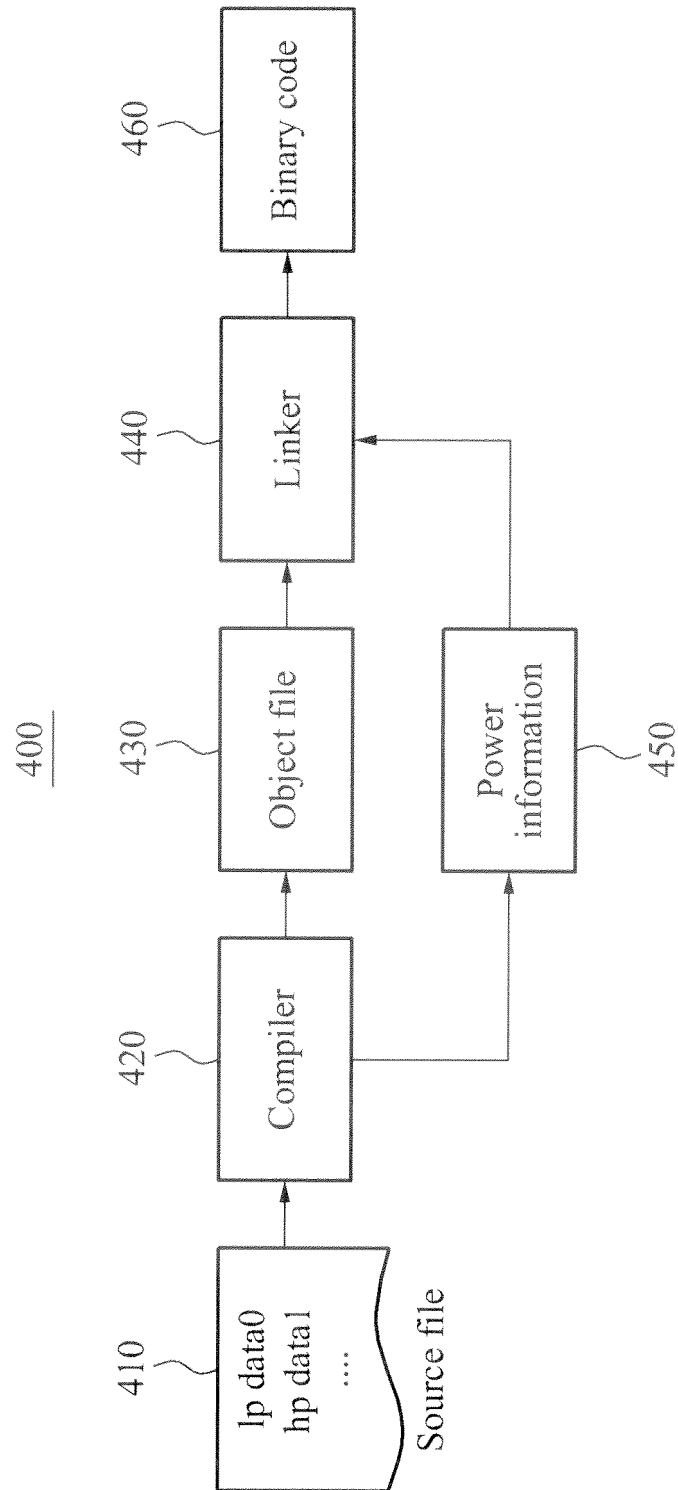 400
410
lp data0
hp data1
....
Source file
420
Compiler
430
Object file
440
Linker
460
Binary code
Power
information
450